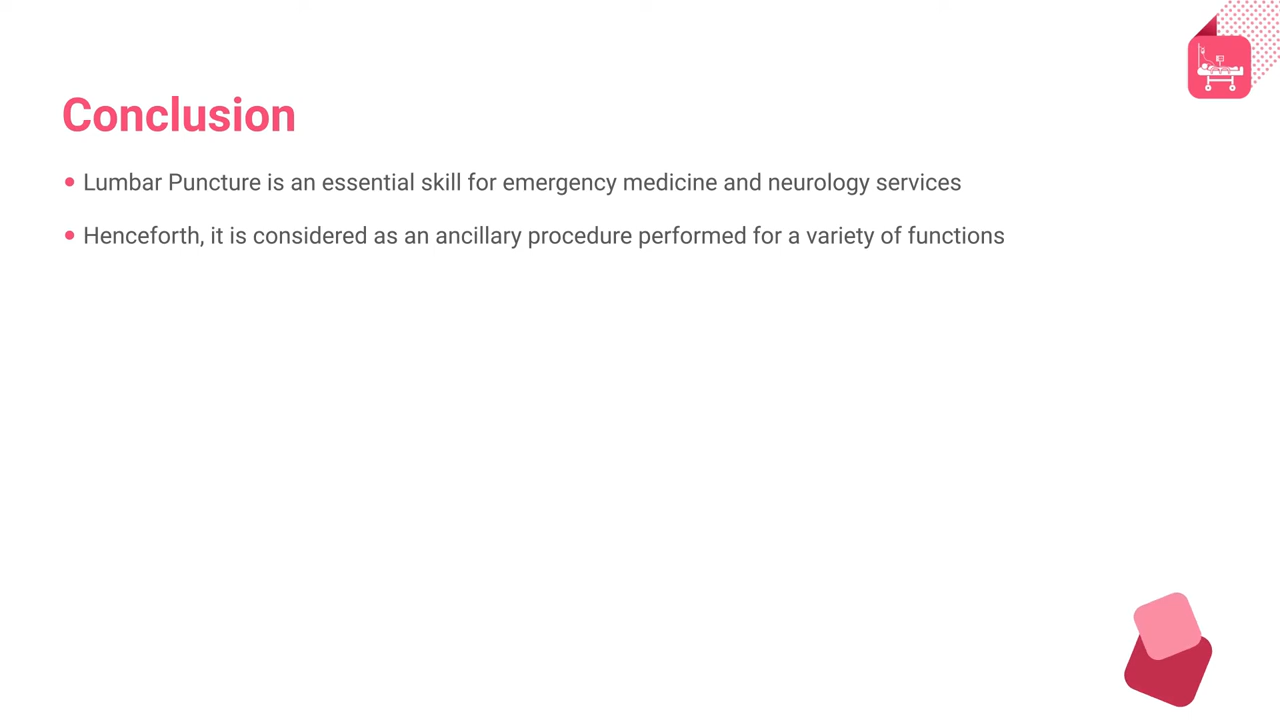 Conclusion
• Lumbar Puncture is an essential skill for emergency medicine and neurology services
• Henceforth, it is considered as an ancillary procedure performed for a variety of functions